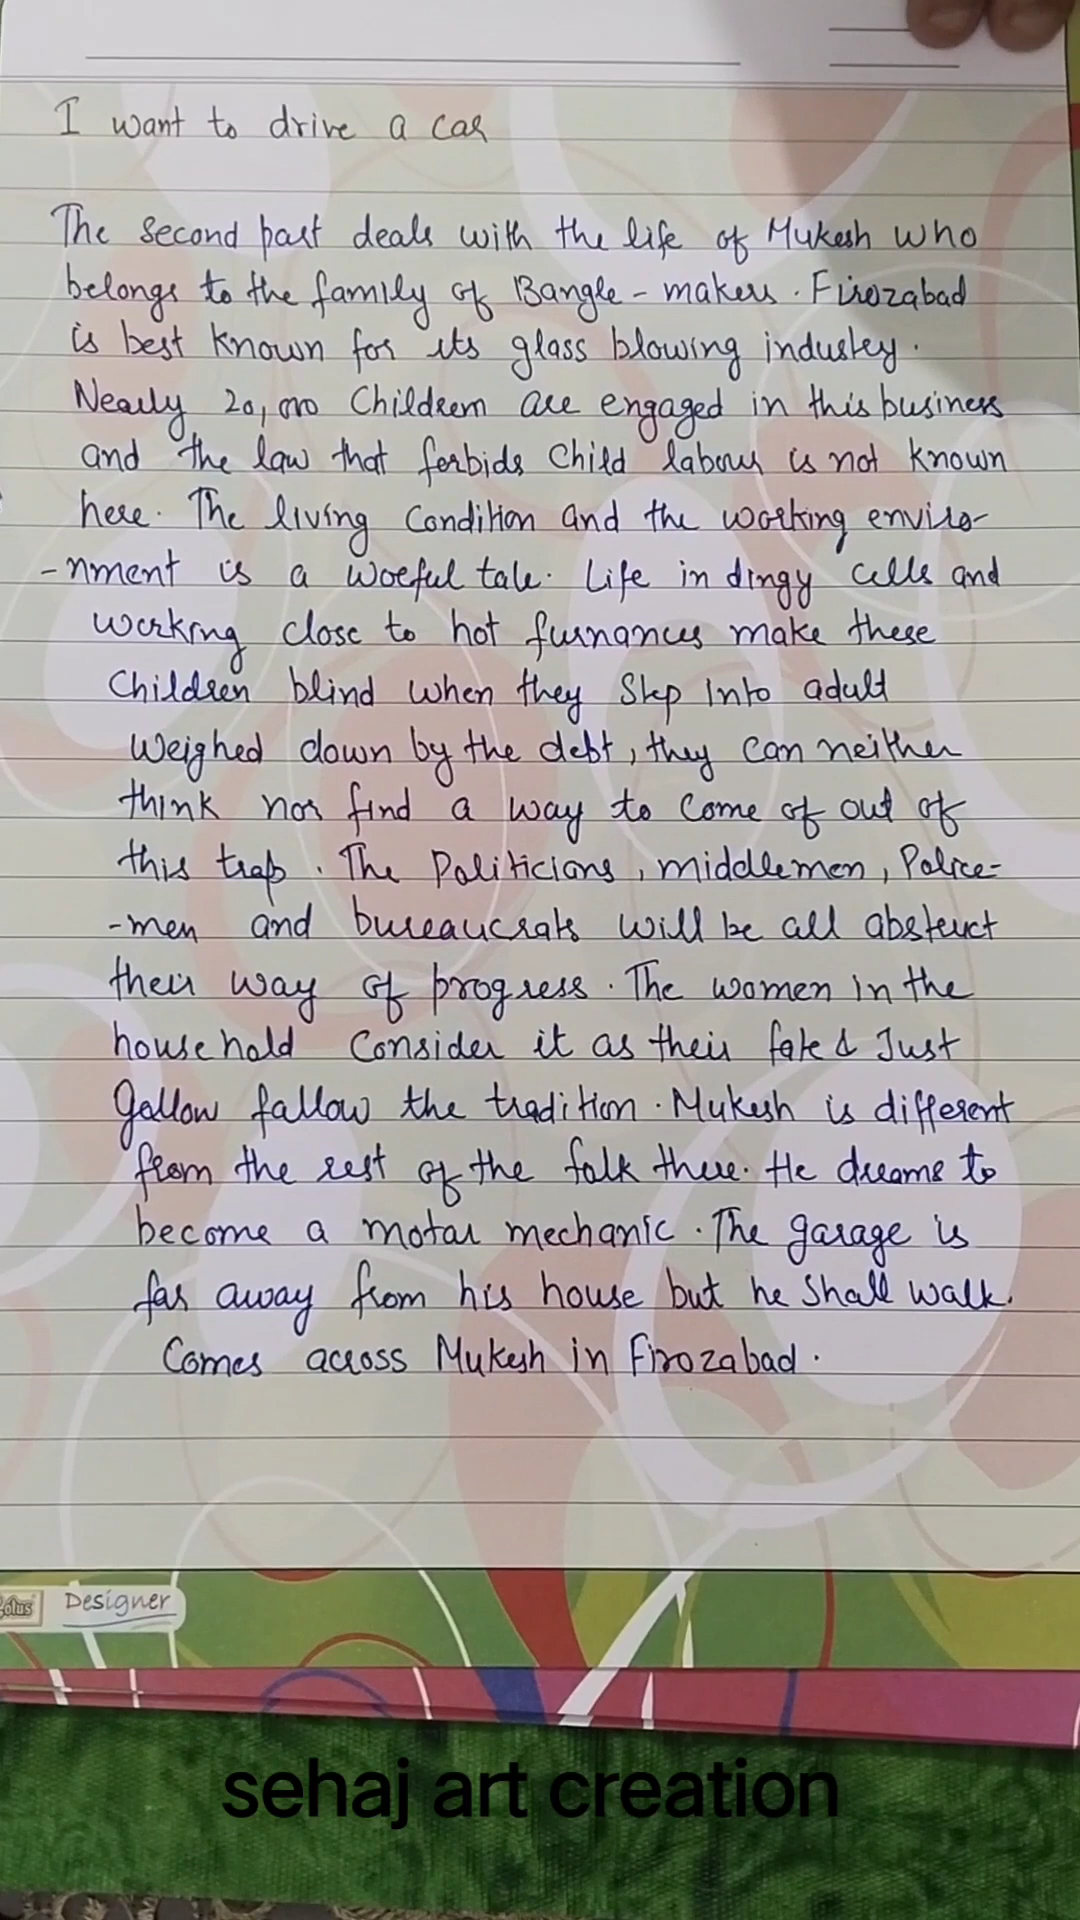 I want to drive a car
The second part deals with the life of Mukesh who
belongs to the family of Bangle - makers. Firozabad
is best known for its glass blowing industry.
Nearly 20,000 Children are engaged in this business
and the law that forbids Child labour is not known
here. The living Condition and the working enviro-
-nment is a woeful tale. Life in dingy cells and
working close to hot furnances make these
Children blind when they Step Into adult
Weighed down by the debt, they can neither
think nor find a way to Come of out of
this trap. The Politicians, middlemen, Police-
-men and bureaucrats will be all abstruct
their way of progress. The women in the
house hold Consider it as their fate & Just
Gollow fallow the tradition. Mukesh is different
from the rest of the folk there. He dreams to
become a motar mechanic. The garage is
far away from his house but he Shall walk.
Comes across Mukesh in Firozabad.
Lotus
Designer
sehaj art creation